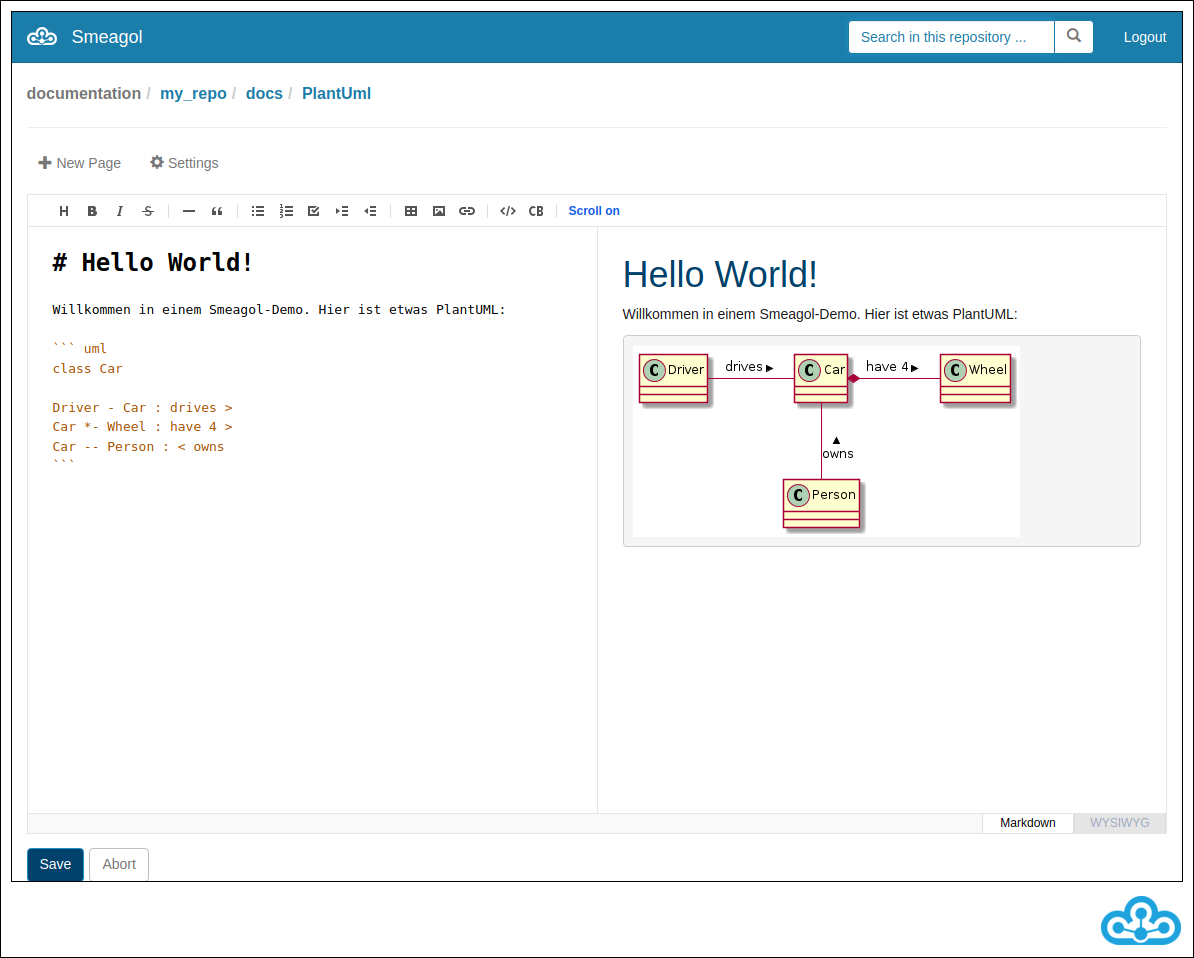 Smeagol
Search in this repository ...
Logout
documentation / my_repo / docs / PlantUml
New Page
Settings
H B I S “ </> CB Scroll on
# Hello World!
Willkommen in einem Smeagol-Demo. Hier ist etwas PlantUML:
``` uml
class Car
Driver - Car : drives >
Car *- Wheel : have 4 >
Car -- Person : < owns
```
Hello World!
Willkommen in einem Smeagol-Demo. Hier ist etwas PlantUML:
C Driver drives C Car have 4 C Wheel
owns
C Person
Markdown
WYSIWYG
Save
Abort